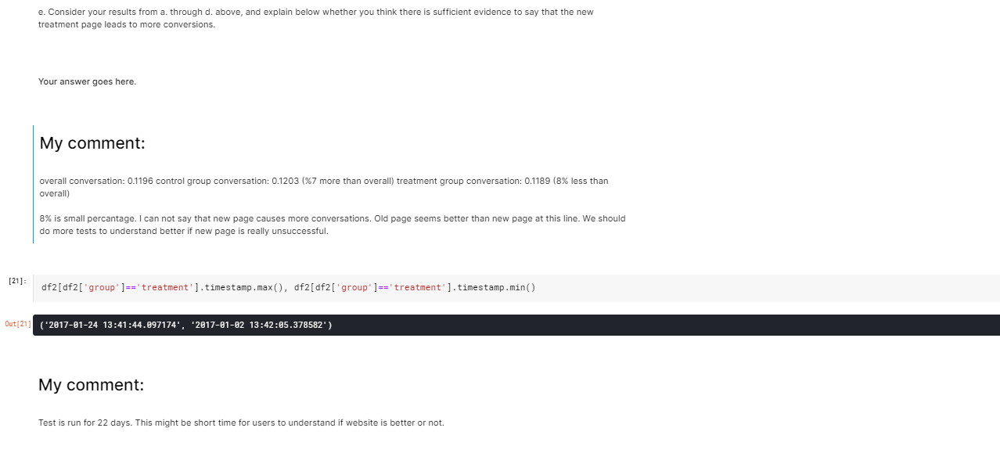 e. Consider your results from a. through d. above, and explain below whether you think there is sufficient evidence to say that the new
treatment page leads to more conversions.
Your answer goes here.
My comment:
overall conversation: 0.1196 control group conversation: 0.1203 (%7 more than overall) treatment group conversation: 0.1189 (8% less than
overall)
8% is small percentage. I can not say that new page causes more conversations. Old page seems better than new page at this line. We should
do more tests to understand better if new page is really unsuccessful.
[21]:
df2[df2['group']=='treatment'].timestamp.max(), df2[df2['group']=='treatment'].timestamp.min()
Out[21]
('2017-01-24 13:41:44.097174', '2017-01-02 13:42:05.378582')
My comment:
Test is run for 22 days. This might be short time for users to understand if website is better or not.